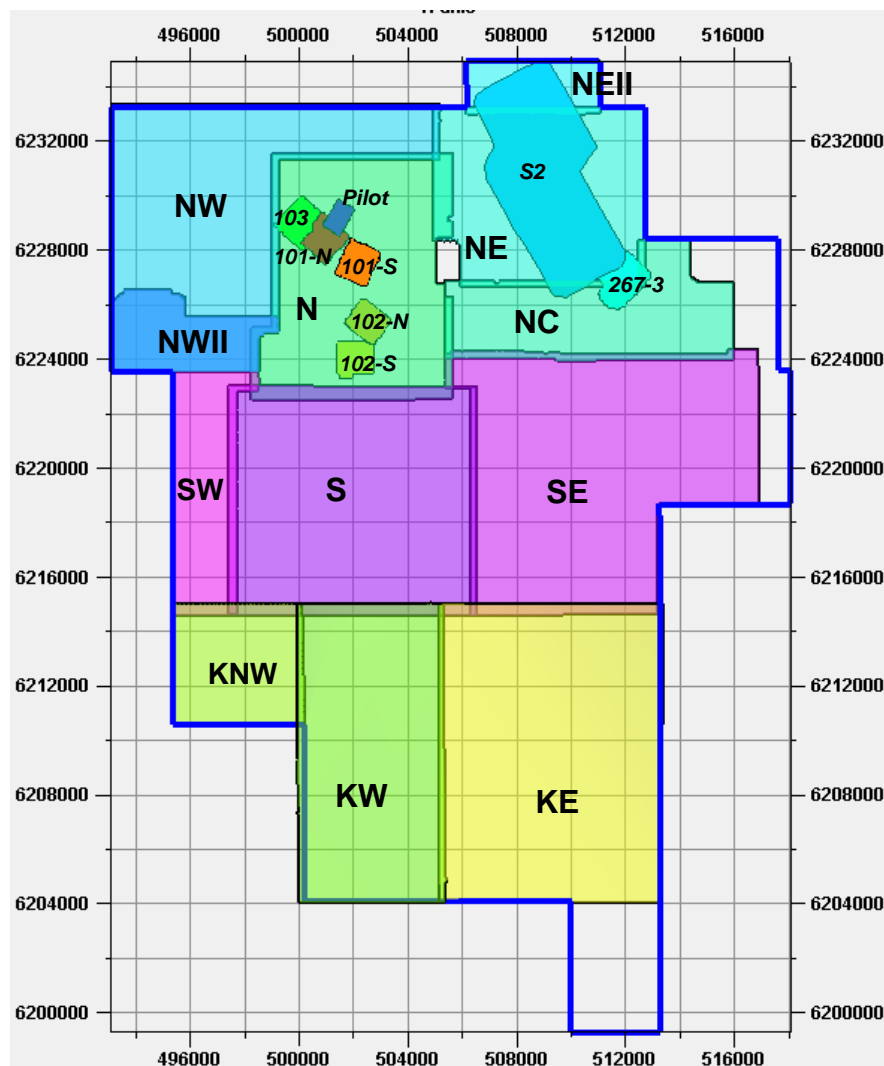 496000 500000 504000 508000 512000 516000
NEII
6232000 6232000
S2
NW
Pilot
103
6228000 NE 6228000
101-N
101-S
267-3
N
102-N
NC
NWII
6224000 6224000
102-S
SW S SE
6220000 6220000
6216000 6216000
KNW
6212000 6212000
KW KE
6208000 6208000
6204000 6204000
6200000 6200000
496000 500000 504000 508000 512000 516000